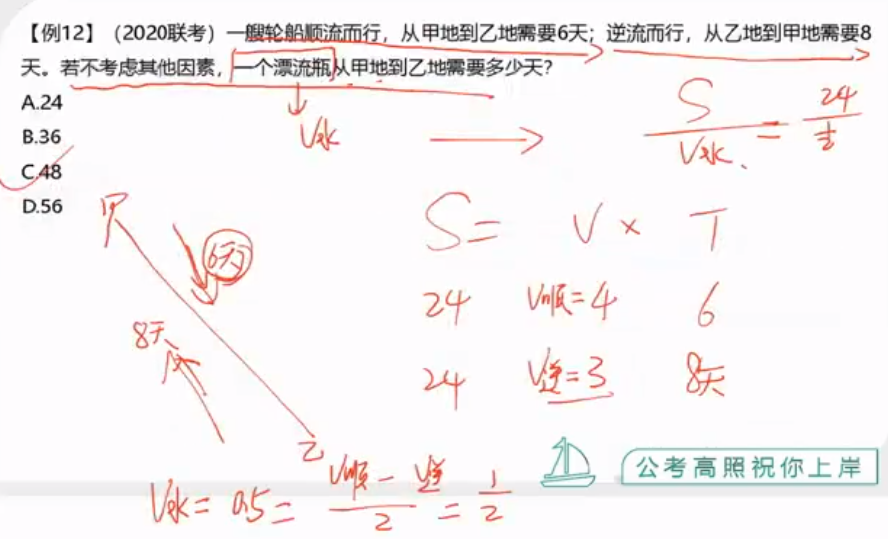 【例12】（2020联考）一艘轮船顺流而行，从甲地到乙地需要6天；逆流而行，从乙地到甲地需要8
天。若不考虑其他因素，一个漂流瓶从甲地到乙地需要多少天？
A.24
B.36
C.48
D.56
V水
S/V水 = 24/½
甲
6天
8天
乙
S= V × T
24 V顺=4 6
24 V逆=3 8天
V水= 0.5= (V顺-V逆)/2 = 1/2
公考高照祝你上岸